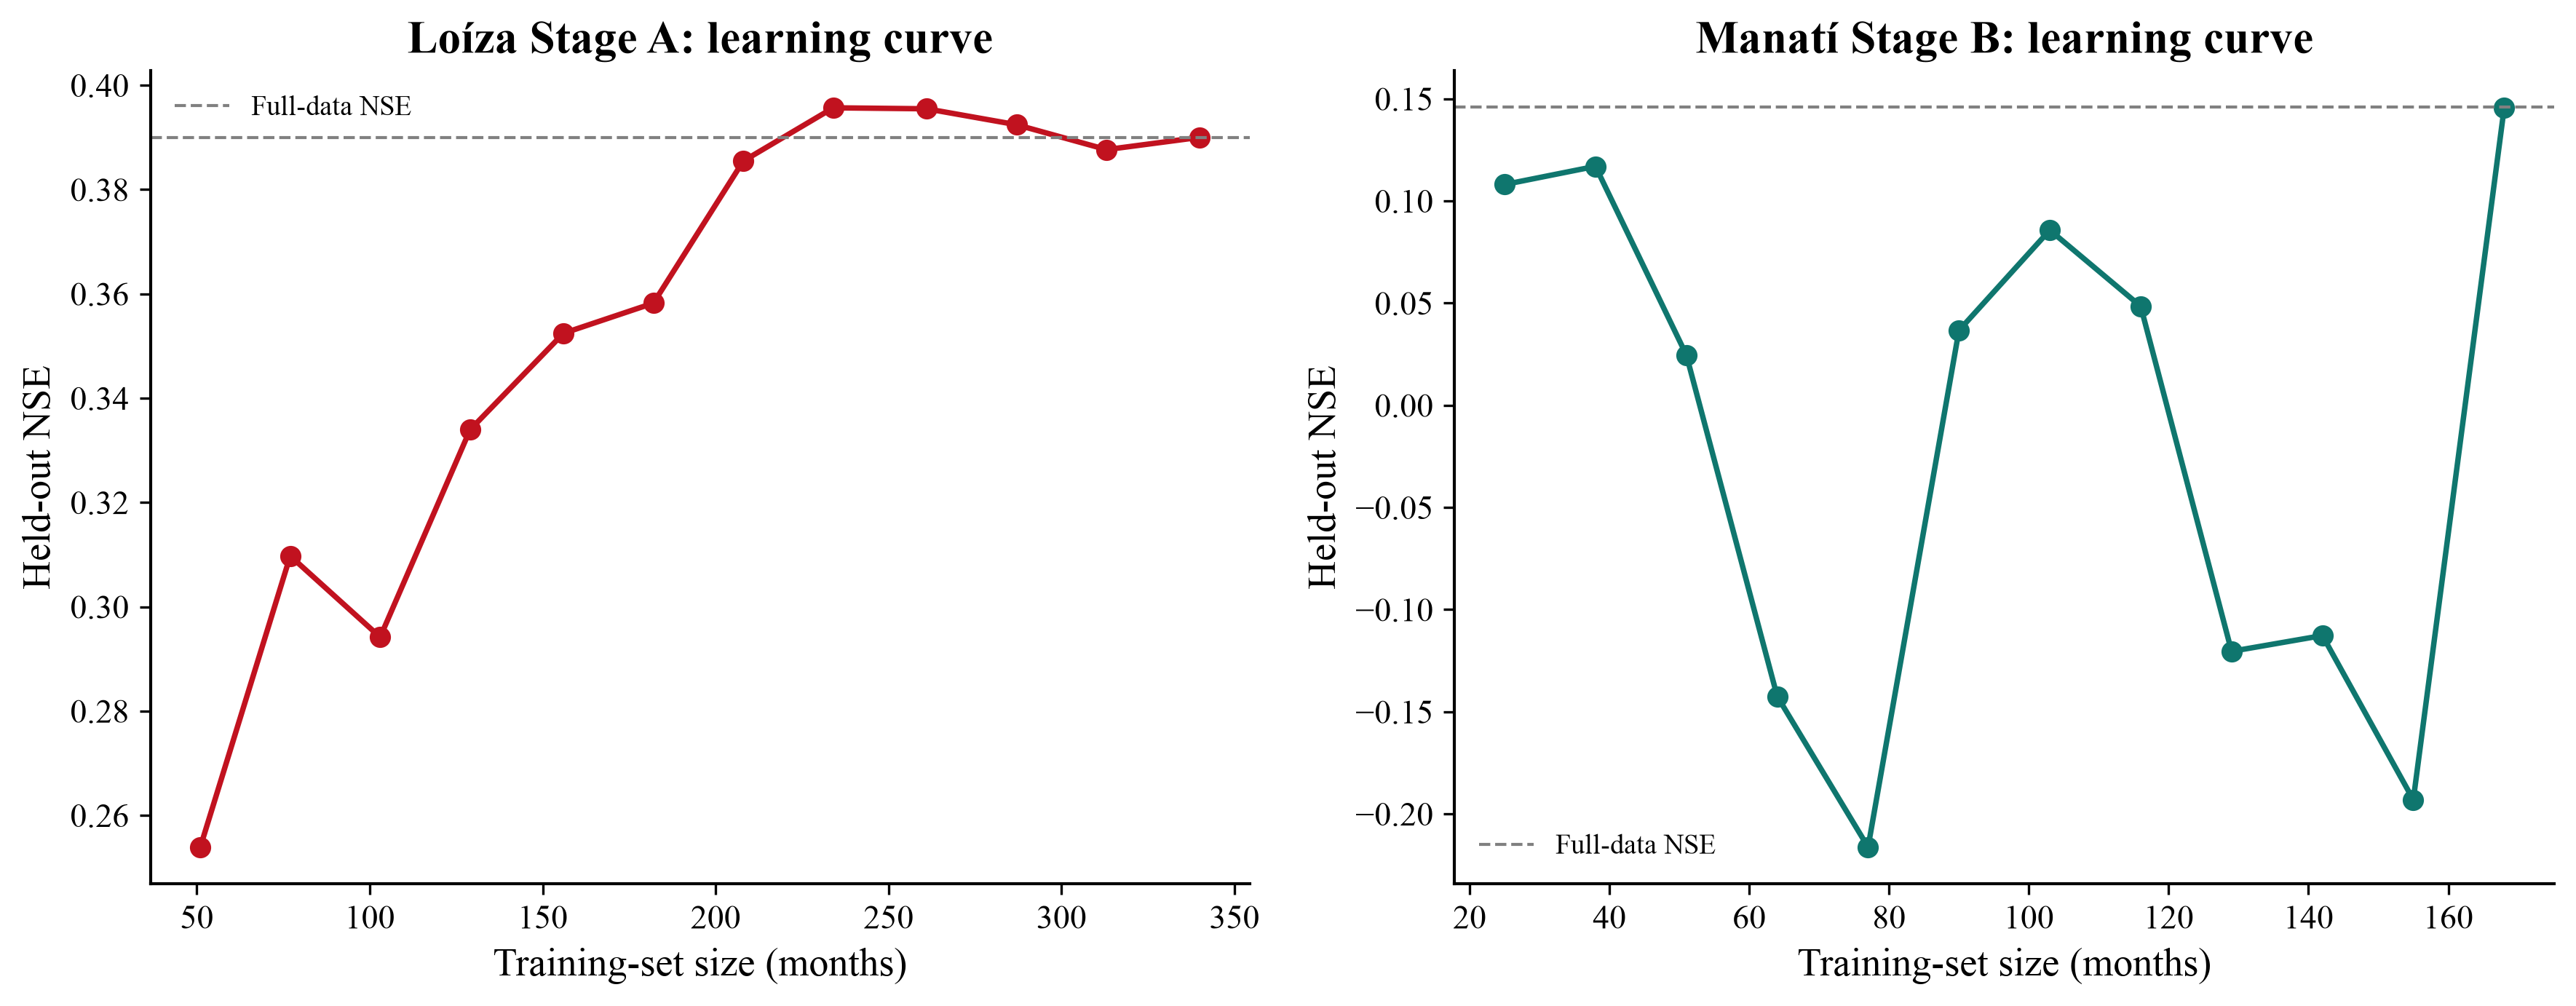 Loíza Stage A: learning curve
Full-data NSE
Held-out NSE
0.40
0.38
0.36
0.34
0.32
0.30
0.28
0.26
50 100 150 200 250 300 350
Training-set size (months)
Manatí Stage B: learning curve
Held-out NSE
0.15
0.10
0.05
0.00
−0.05
−0.10
−0.15
−0.20
Full-data NSE
20 40 60 80 100 120 140 160
Training-set size (months)